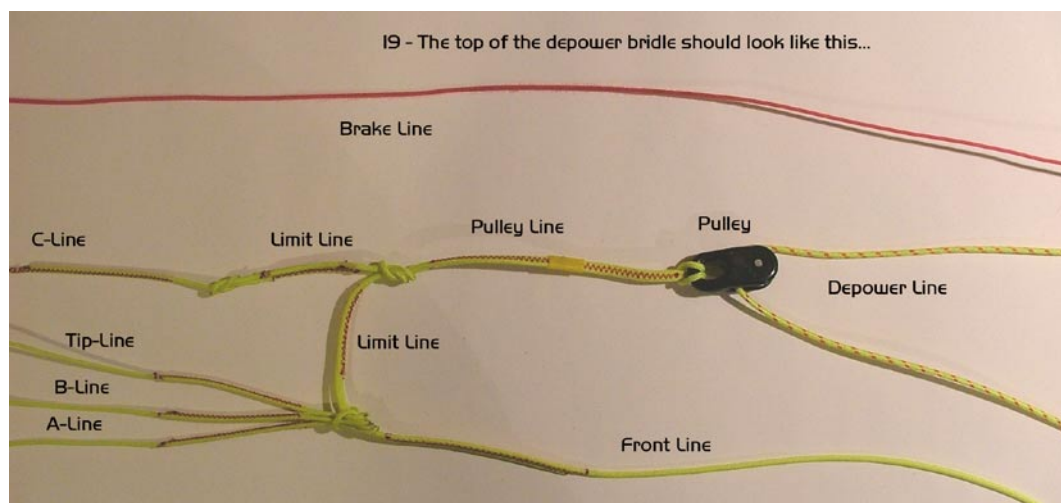 19 - The top of the depower bridle should look like this...
Brake Line
C-Line
Limit Line
Pulley Line
Pulley
Depower Line
Tip-Line
Limit Line
B-Line
A-Line
Front Line